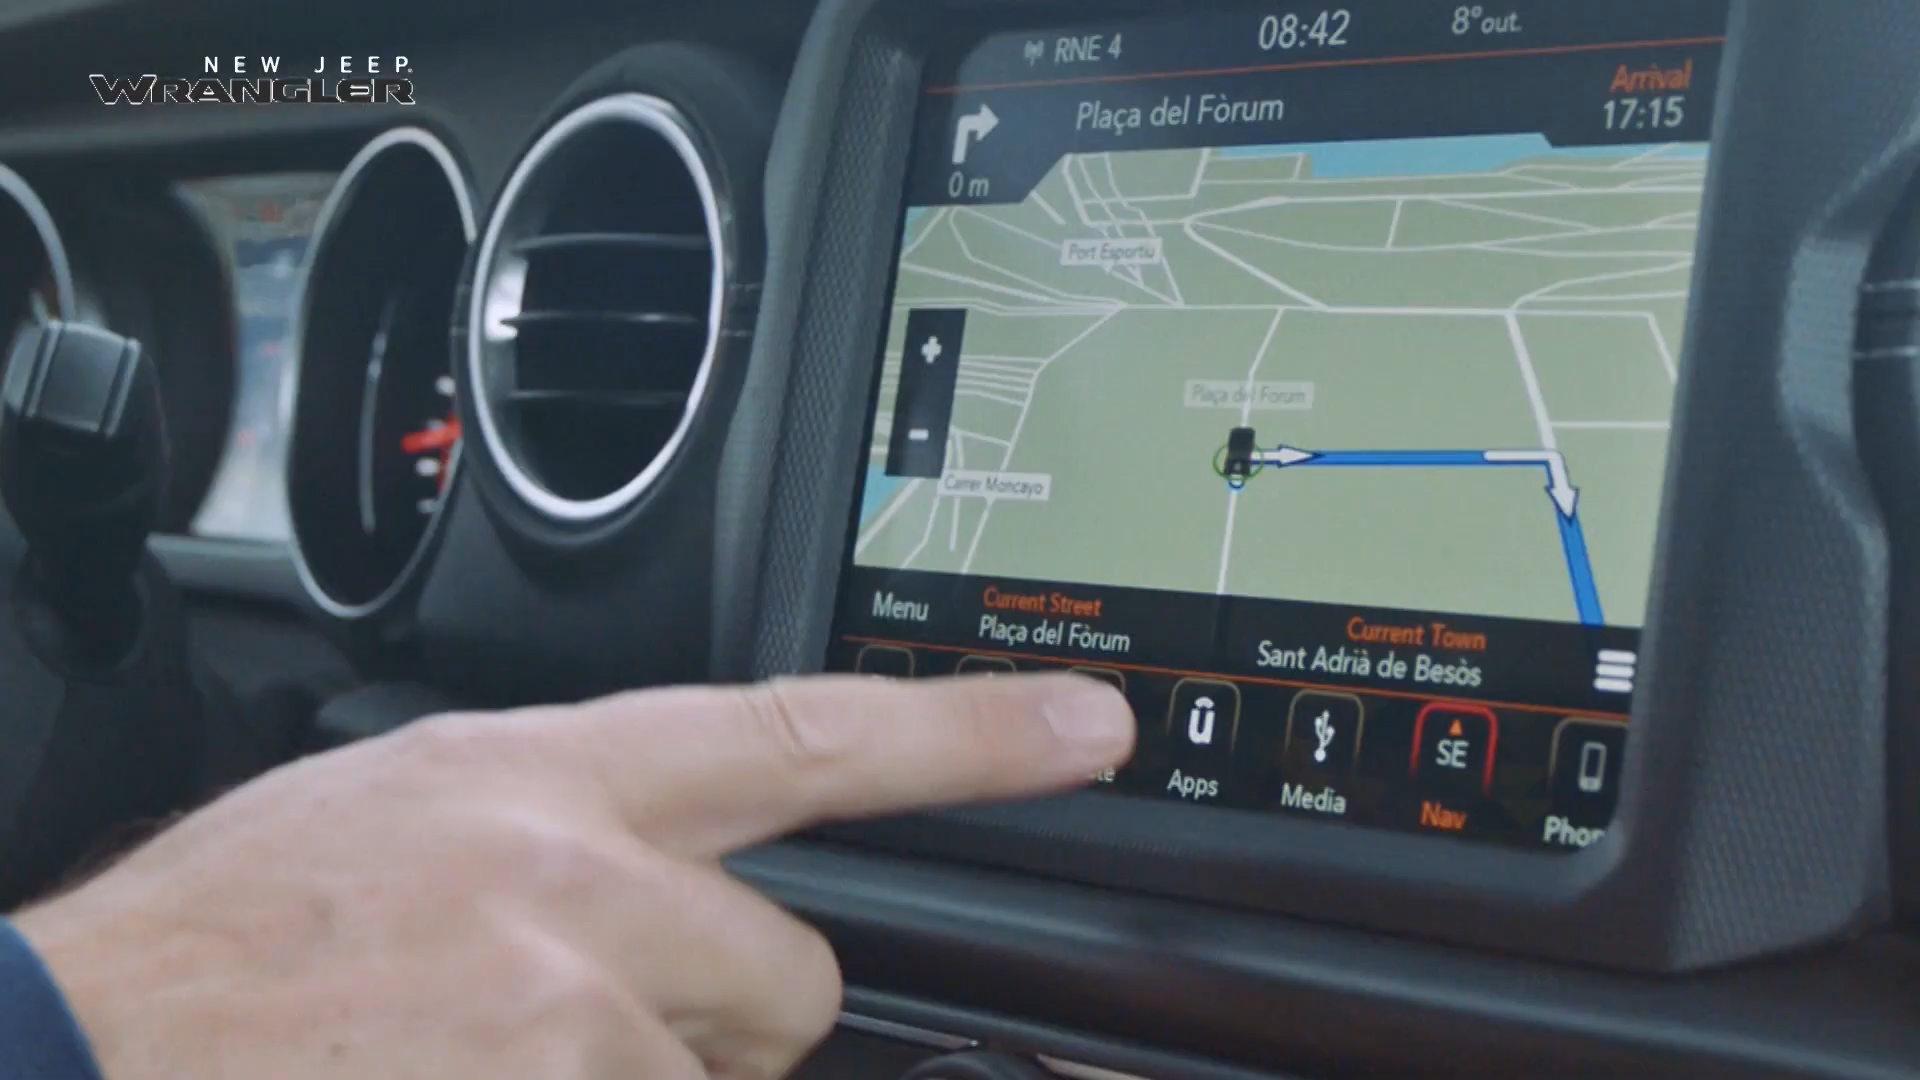 NEW JEEP
WRANGLER
RNE 4
08:42
8°out.
Plaça del Fòrum
Arrival
17:15
0 m
Port Esportiu
Plaça del Forum
Carrer Moncayo
+
-
Menu
Current Street
Plaça del Fòrum
Current Town
Sant Adrià de Besòs
û
SE
Apps
Media
Nav
Phon